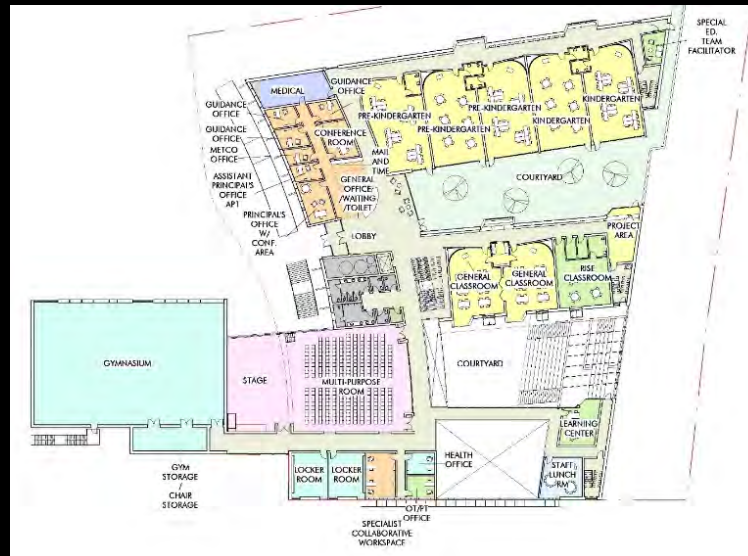 SPECIAL
ED.
TEAM
FACILITATOR
MEDICAL
GUIDANCE
OFFICE
GUIDANCE
OFFICE
GUIDANCE
OFFICE
METCO
OFFICE
ASSISTANT
PRINCIPAL'S
OFFICE
AP1
PRINCIPAL'S
OFFICE
W/
CONF.
AREA
CONFERENCE
ROOM
MAIL
AND
TIME
GENERAL
OFFICE
/WAITING
/TOILET
LOBBY
PRE-KINDERGARTEN
PRE-KINDERGARTEN
PRE-KINDERGARTEN
KINDERGARTEN
KINDERGARTEN
COURTYARD
PROJECT
AREA
GENERAL
CLASSROOM
GENERAL
CLASSROOM
RISE
CLASSROOM
GYMNASIUM
STAGE
MULTI-PURPOSE
ROOM
COURTYARD
LEARNING
CENTER
GYM
STORAGE
/
CHAIR
STORAGE
LOCKER
ROOM
LOCKER
ROOM
HEALTH
OFFICE
STAFF
LUNCH
RM
OT/PT
OFFICE
SPECIALIST
COLLABORATIVE
WORKSPACE